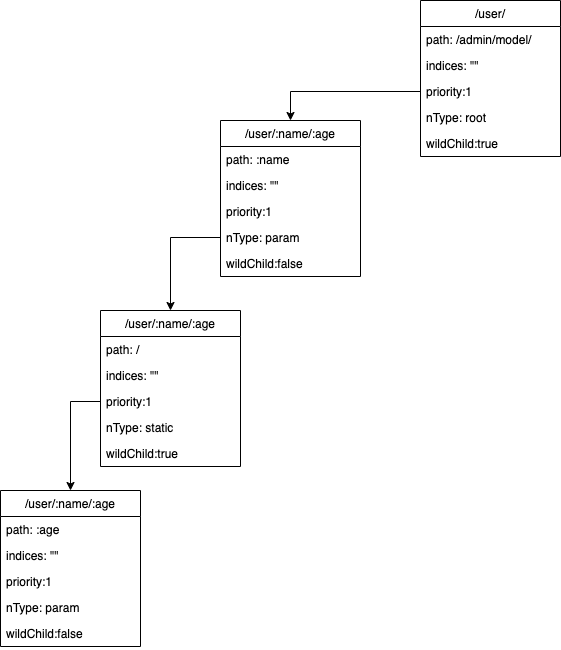 /user/
path: /admin/model/
indices: ""
priority:1
nType: root
wildChild:true
/user/:name/:age
path: :name
indices: ""
priority:1
nType: param
wildChild:false
/user/:name/:age
path: /
indices: ""
priority:1
nType: static
wildChild:true
/user/:name/:age
path: :age
indices: ""
priority:1
nType: param
wildChild:false